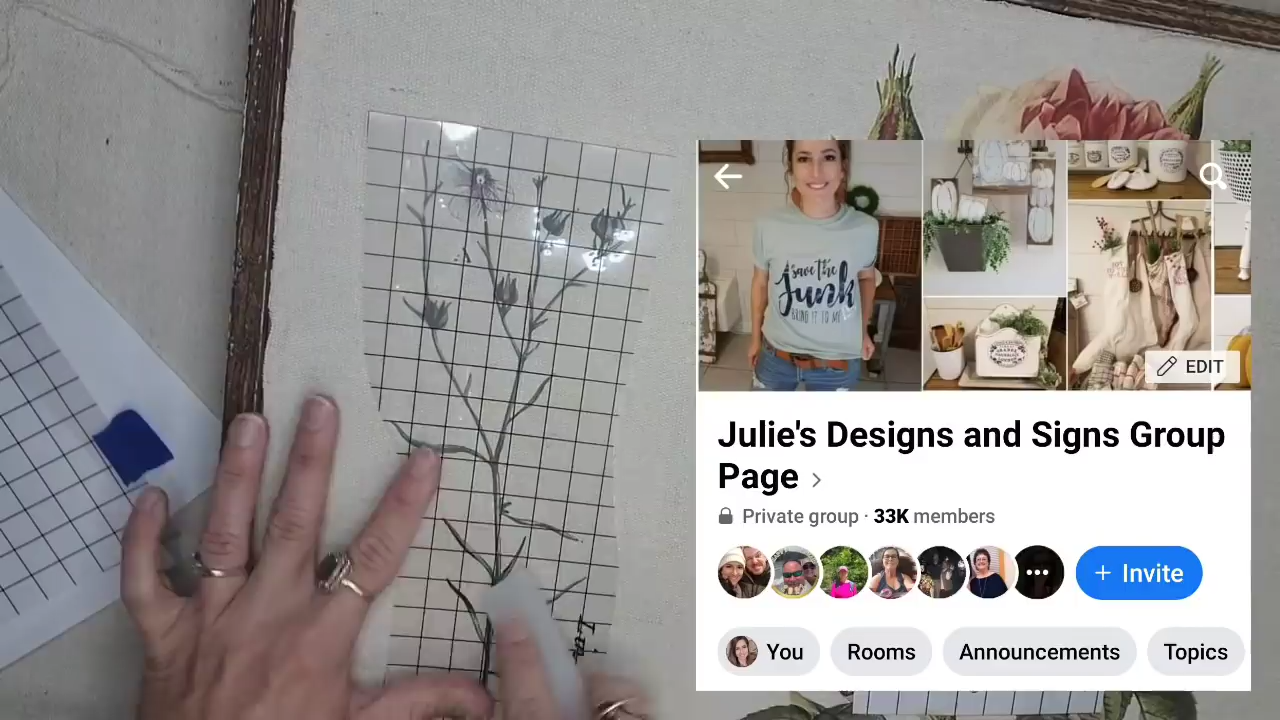 save the
Junk
BRING IT TO ME
EDIT
Julie's Designs and Signs Group
Page
Private group · 33K members
+ Invite
You
Rooms
Announcements
Topics